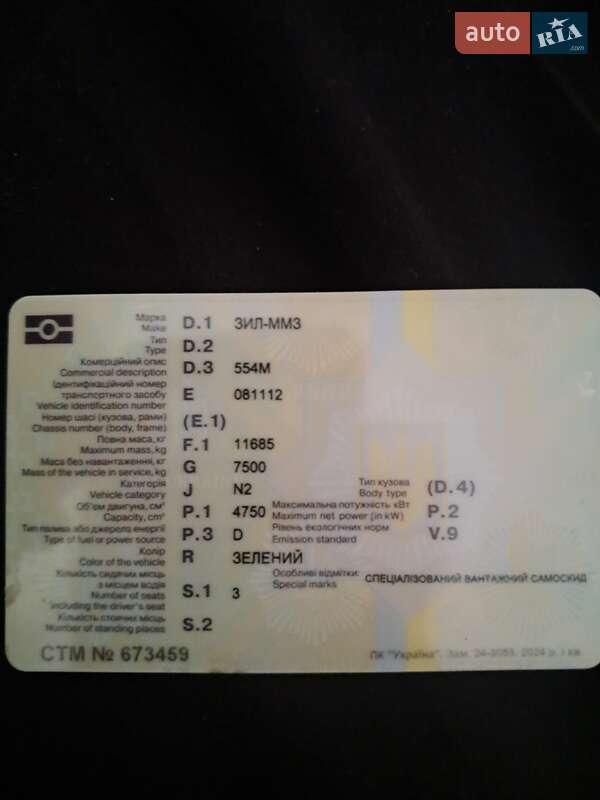 auto RIA.com
Марка D.1 ЗИЛ-ММЗ
Make
Тип D.2
Type
Комерційний опис D.3 554М
Commercial description
Ідентифікаційний номер
транспортного засобу E 081112
Vehicle identification number
Номер шасі (кузова, рами) (E.1)
Chassis number (body, frame)
Повна маса, кг F.1 11685
Maximum mass, kg
Маса без навантаження, кг G 7500
Mass of the vehicle in service, kg
Категорія J N2 Тип кузова (D.4)
Vehicle category Body type
Об'єм двигуна, см³ P.1 4750 Максимальна потужність кВт P.2
Capacity, cm³ Maximum net power (in kW)
Тип палива або джерело енергії P.3 D Рівень екологічних норм V.9
Type of fuel or power source Emission standard
Колір R ЗЕЛЕНИЙ
Color of the vehicle
Кількість сидячих місць Особливі відмітки: СПЕЦІАЛІЗОВАНИЙ ВАНТАЖНИЙ САМОСКИД
з місцем водія S.1 3 Special marks
Number of seats
including the driver's seat
Кількість стоячих місць S.2
Number of standing places
СТМ № 673459 ПК "Україна". Зам. 2024 р. I кв.